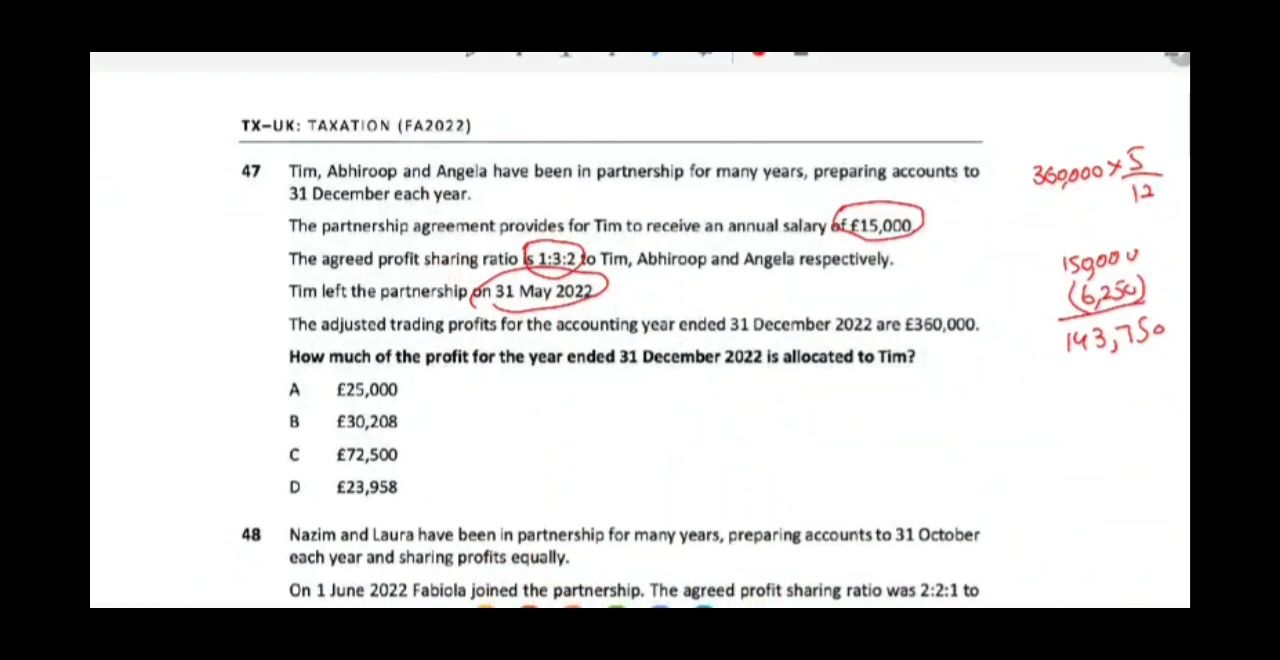 TX–UK: TAXATION (FA2022)
360,000 × 5
12
47 Tim, Abhiroop and Angela have been in partnership for many years, preparing accounts to
31 December each year.
The partnership agreement provides for Tim to receive an annual salary of £15,000.
The agreed profit sharing ratio is 1:3:2 to Tim, Abhiroop and Angela respectively.
150000
Tim left the partnership on 31 May 2022
(6,250)
The adjusted trading profits for the accounting year ended 31 December 2022 are £360,000.
143,750
How much of the profit for the year ended 31 December 2022 is allocated to Tim?
A £25,000
B £30,208
C £72,500
D £23,958
48 Nazim and Laura have been in partnership for many years, preparing accounts to 31 October
each year and sharing profits equally.
On 1 June 2022 Fabiola joined the partnership. The agreed profit sharing ratio was 2:2:1 to